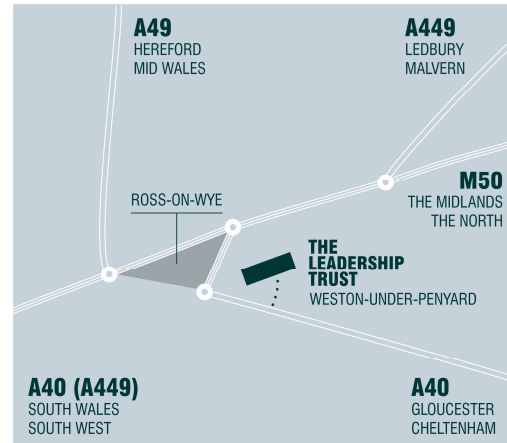 A49
HEREFORD
MID WALES
A449
LEDBURY
MALVERN
M50
THE MIDLANDS
THE NORTH
ROSS-ON-WYE
THE
LEADERSHIP
TRUST
WESTON-UNDER-PENYARD
A40 (A449)
SOUTH WALES
SOUTH WEST
A40
GLOUCESTER
CHELTENHAM